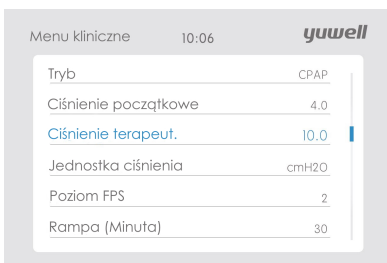 Menu kliniczne 10:06 yuwell
Tryb CPAP
Ciśnienie początkowe 4.0
Ciśnienie terapeut. 10.0
Jednostka ciśnienia cmH2O
Poziom FPS 2
Rampa (Minuta) 30